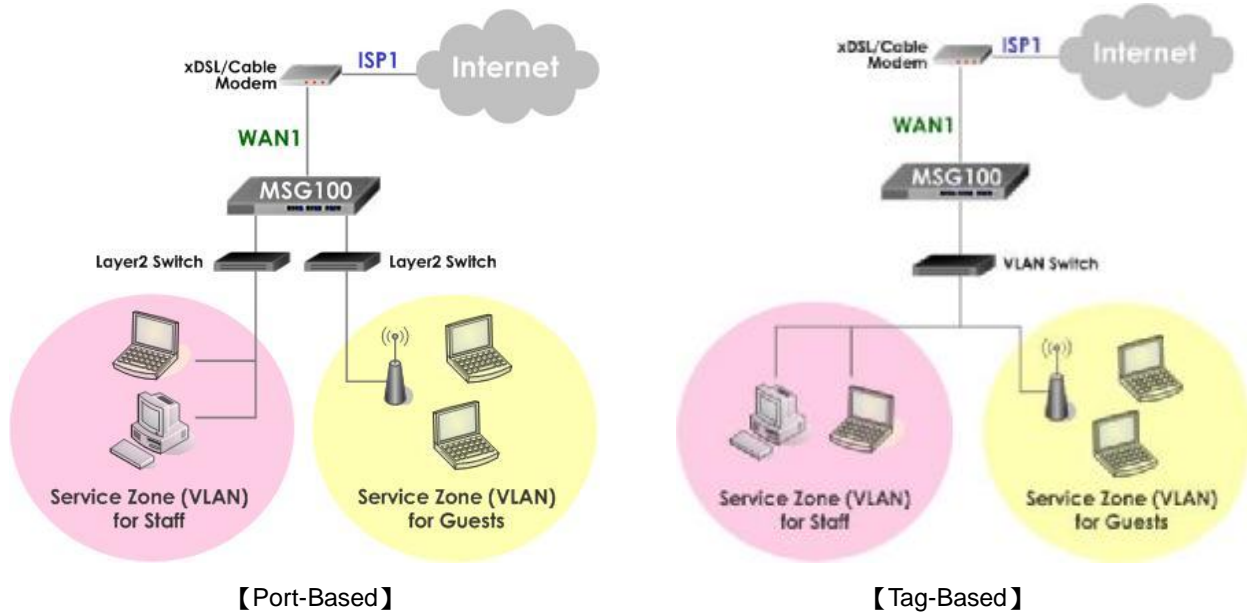 xDSL/Cable
Modem
ISP1
Internet
WAN1
MSG100
Layer2 Switch
Layer2 Switch
Service Zone (VLAN)
for Staff
Service Zone (VLAN)
for Guests
【Port-Based】
xDSL/Cable
Modem
ISP1
Internet
WAN1
MSG100
VLAN Switch
Service Zone (VLAN)
for Staff
Service Zone (VLAN)
for Guests
【Tag-Based】